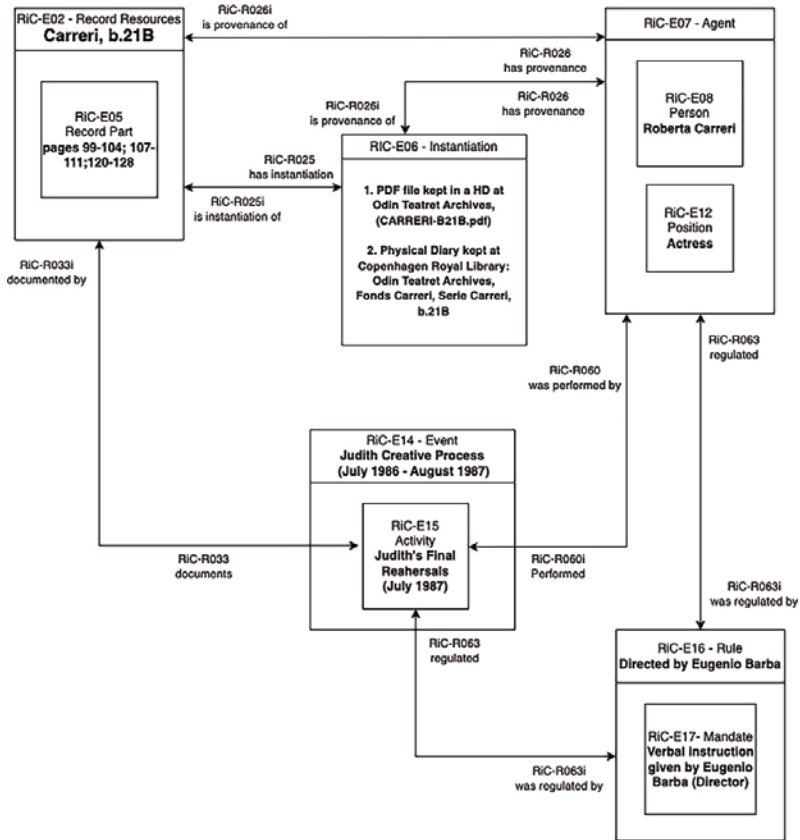 RiC-E02 - Record Resources
Carreri, b.21B
RiC-E05
Record Part
pages 99-104; 107-
111;120-128
RiC-R026i
is provenance of
RiC-R026
has provenance
RiC-R026
has provenance
RiC-R026i
is provenance of
RiC-E07 - Agent
RiC-E08
Person
Roberta Carreri
RiC-E12
Position
Actress
RiC-R025
has instantiation
RiC-R025i
is instantiation of
RIC-E06 - Instantiation
1. PDF file kept in a HD at
Odin Teatret Archives,
(CARRERI-B21B.pdf)
2. Physical Diary kept at
Copenhagen Royal Library:
Odin Teatret Archives,
Fonds Carreri, Serie Carreri,
b.21B
RiC-R033i
documented by
RiC-R060
was performed by
RiC-R063
regulated
RiC-E14 - Event
Judith Creative Process
(July 1986 - August 1987)
RiC-E15
Activity
Judith's Final
Reahersals
(July 1987)
RiC-R033
documents
RiC-R060i
Performed
RiC-R063
regulated
RiC-R063i
was regulated by
RiC-E16 - Rule
Directed by Eugenio Barba
RiC-E17- Mandate
Verbal instruction
given by Eugenio
Barba (Director)
RiC-R063i
was regulated by